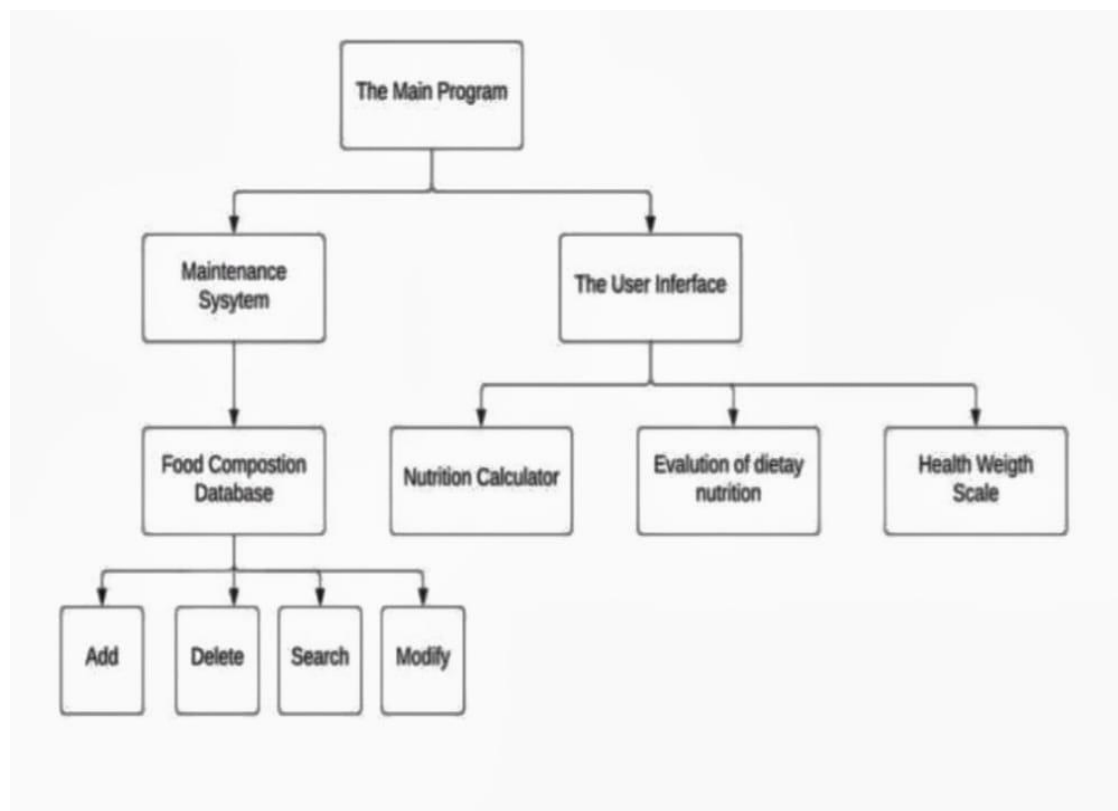 The Main Program
Maintenance
Sysytem
The User Inferface
Food Compostion
Database
Nutrition Calculator
Evalution of dietay
nutrition
Health Weigth
Scale
Add
Delete
Search
Modify